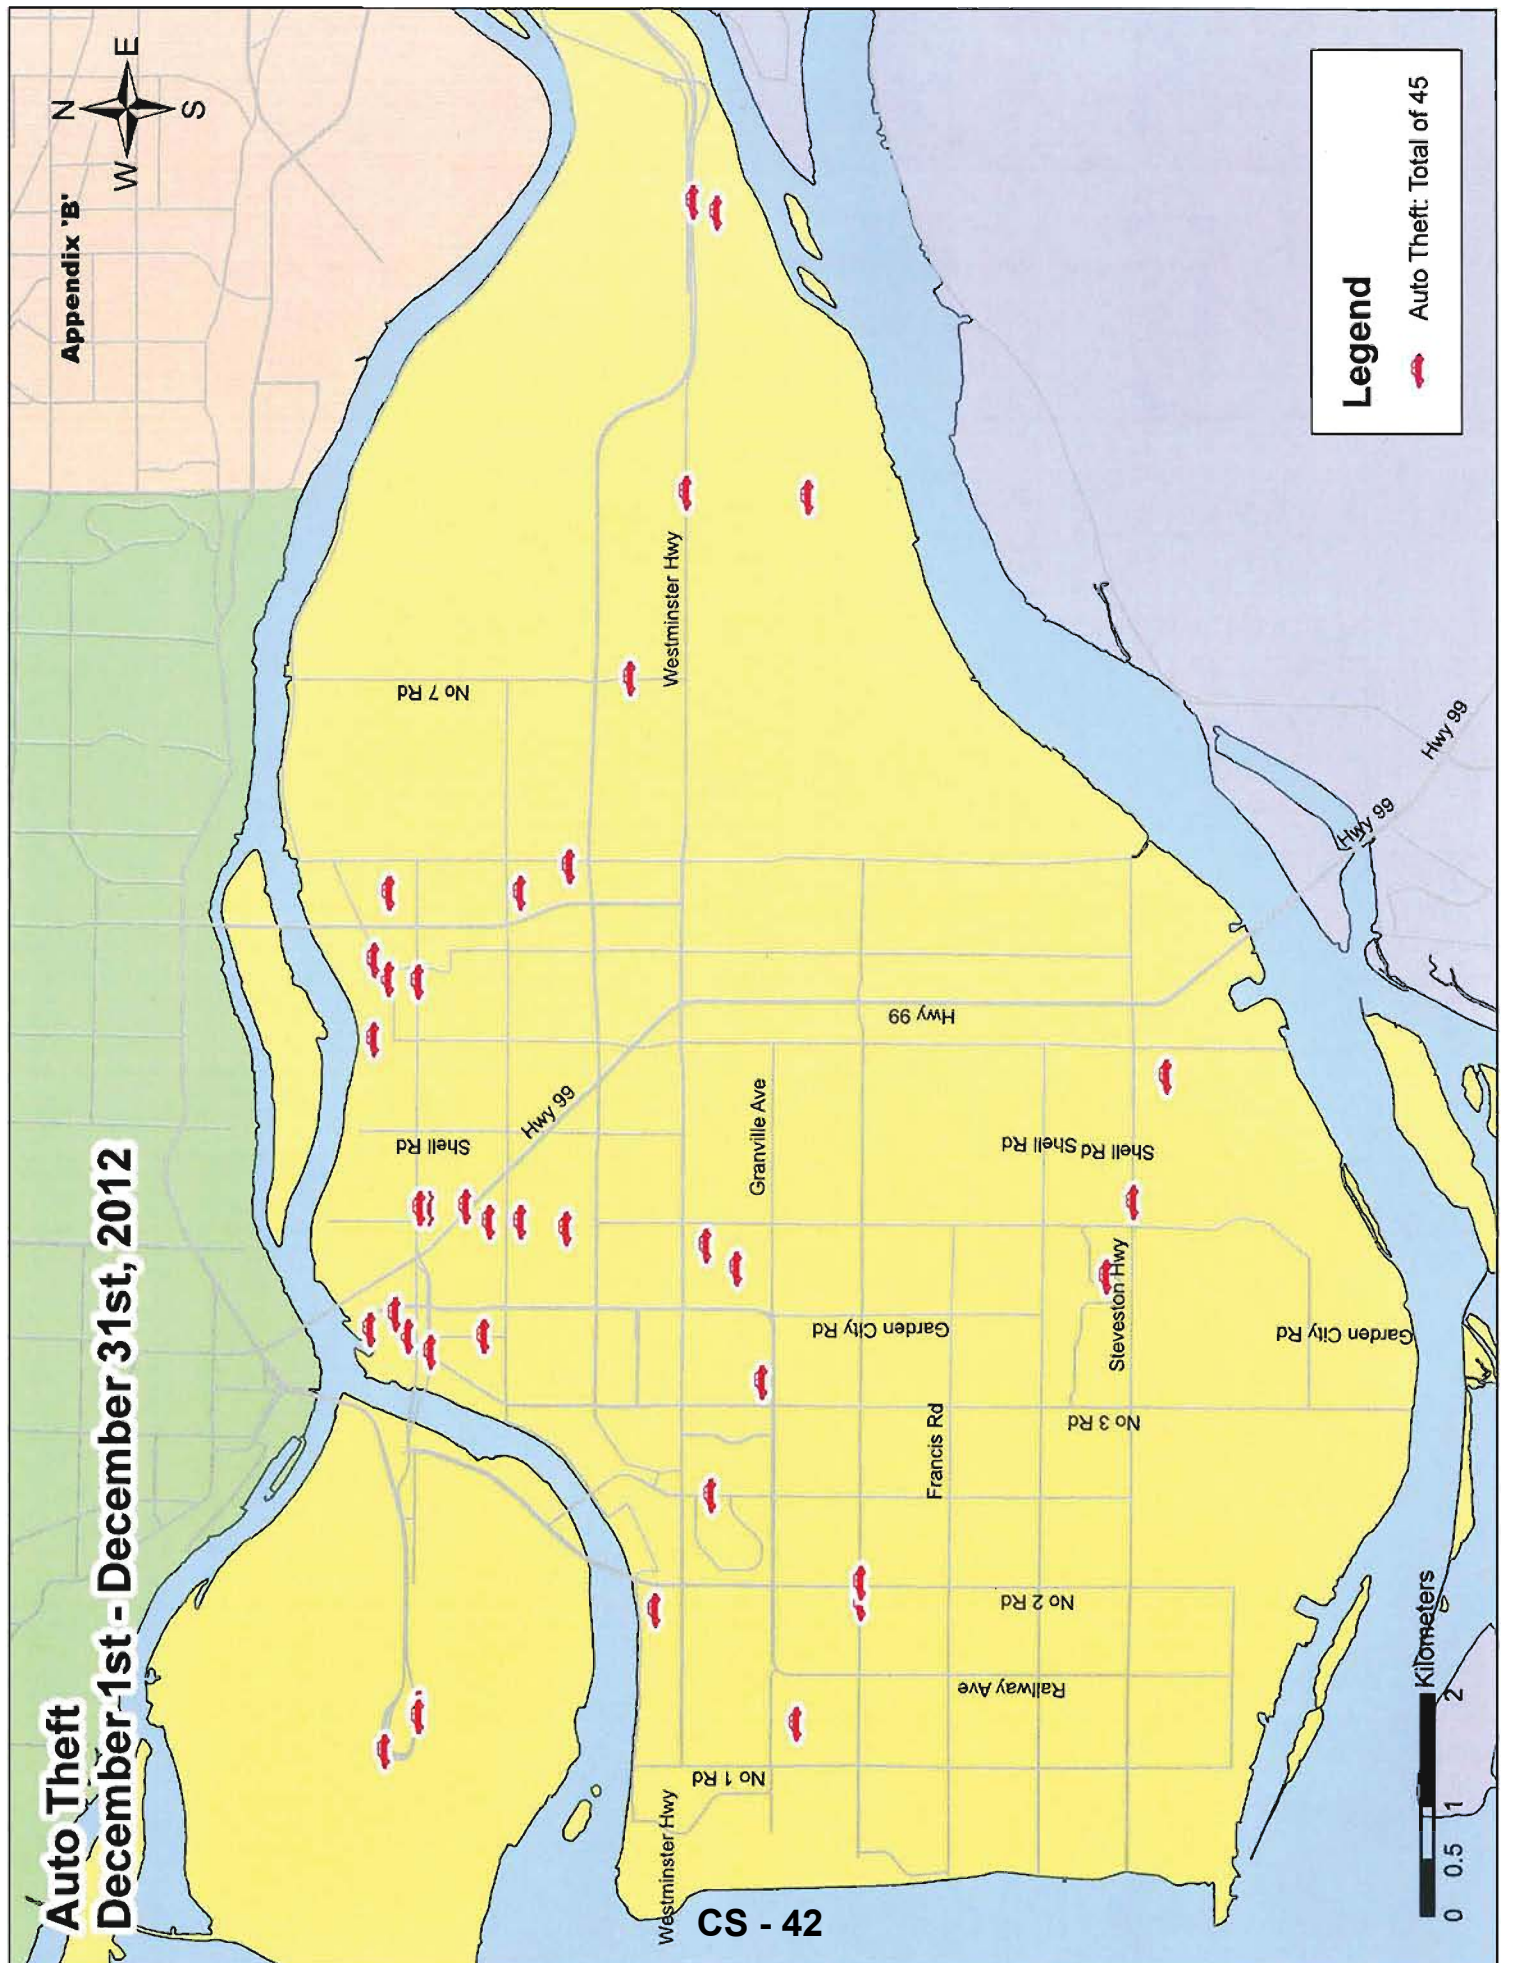 Auto Theft
December 1st - December 31st, 2012
Appendix 'B'
N
W
E
S
No 7 Rd
Westminster Hwy
Hwy 99
Hwy 99
Hwy 99
Hwy 99
Shell Rd
Granville Ave
Shell Rd
Shell Rd
Shell Rd
Garden City Rd
Steveston Hwy
Garden City Rd
No 3 Rd
Francis Rd
No 2 Rd
Railway Ave
No 1 Rd
Westminster Hwy
Legend
Auto Theft: Total of 45
0 0.5 1 2
Kilometers
CS - 42